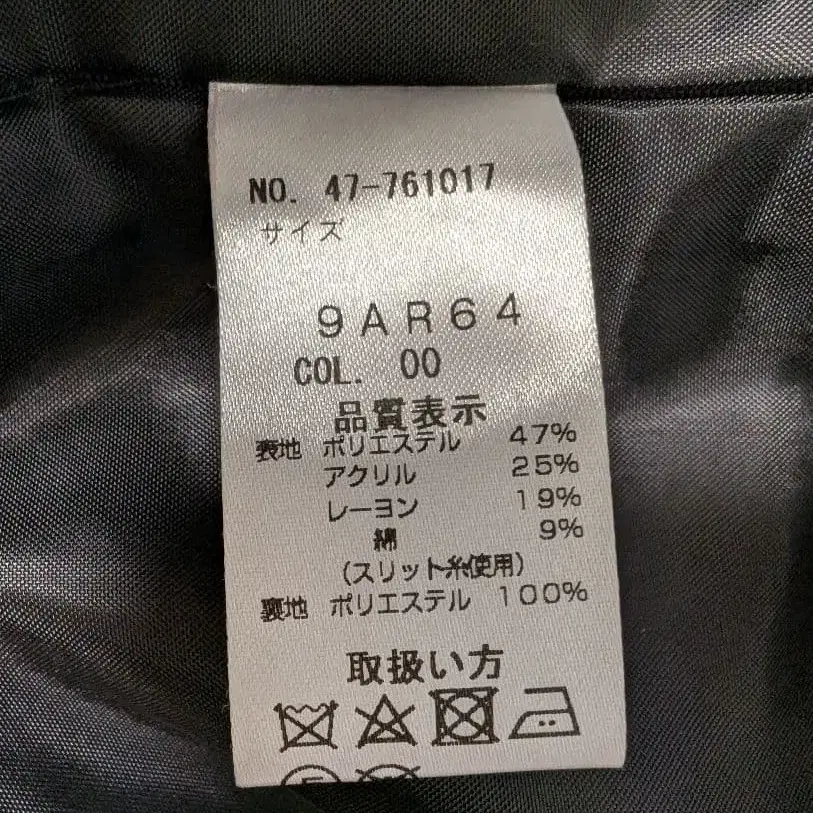 NO. 47-761017
サイズ
9AR64
COL. 00
品質表示
表地 ポリエステル 47%
アクリル 25%
レーヨン 19%
綿 9%
(スリット糸使用)
裏地 ポリエステル 100%
取扱い方